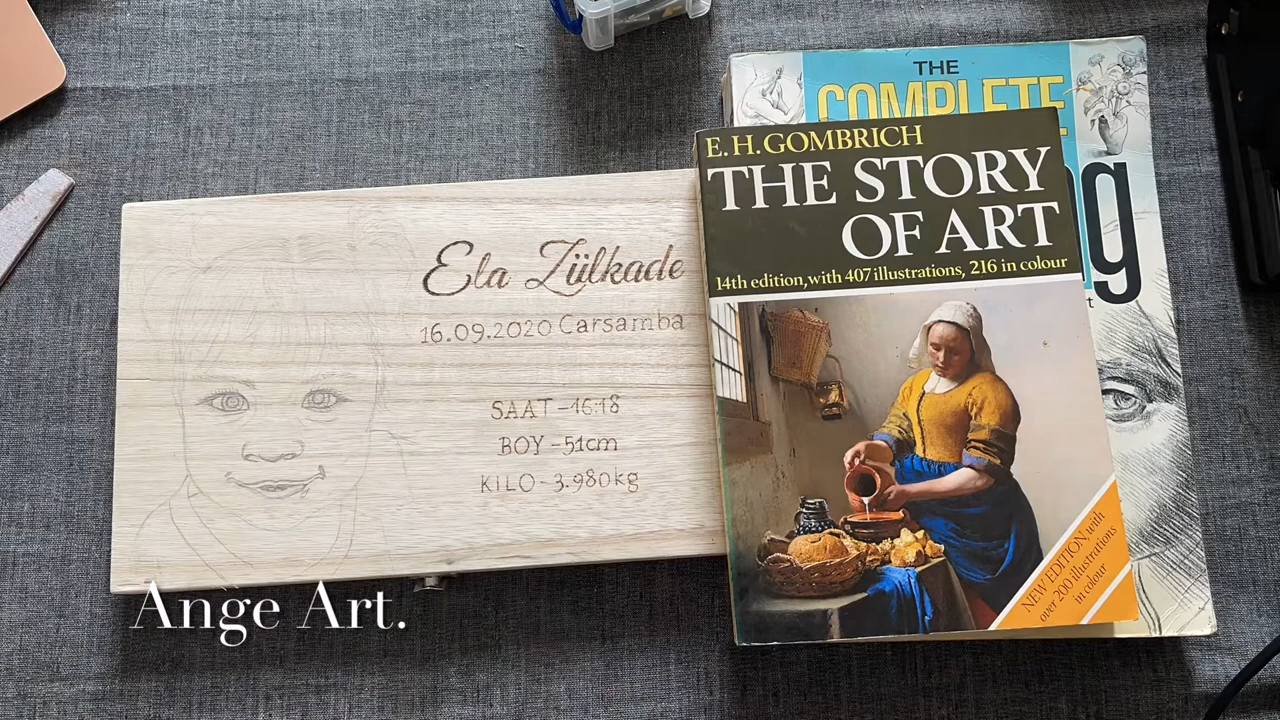 Ela Zülkade
16.09.2020 Carsamba
SAAT -16:18
BOY -51cm
KILO- 3.980kg
THE
COMPLETE
E.H.GOMBRICH
THE STORY
OF ART
14th edition, with 407 illustrations, 216 in colour
NEW EDITION, with
over 200 illustrations
in colour
Ange Art.